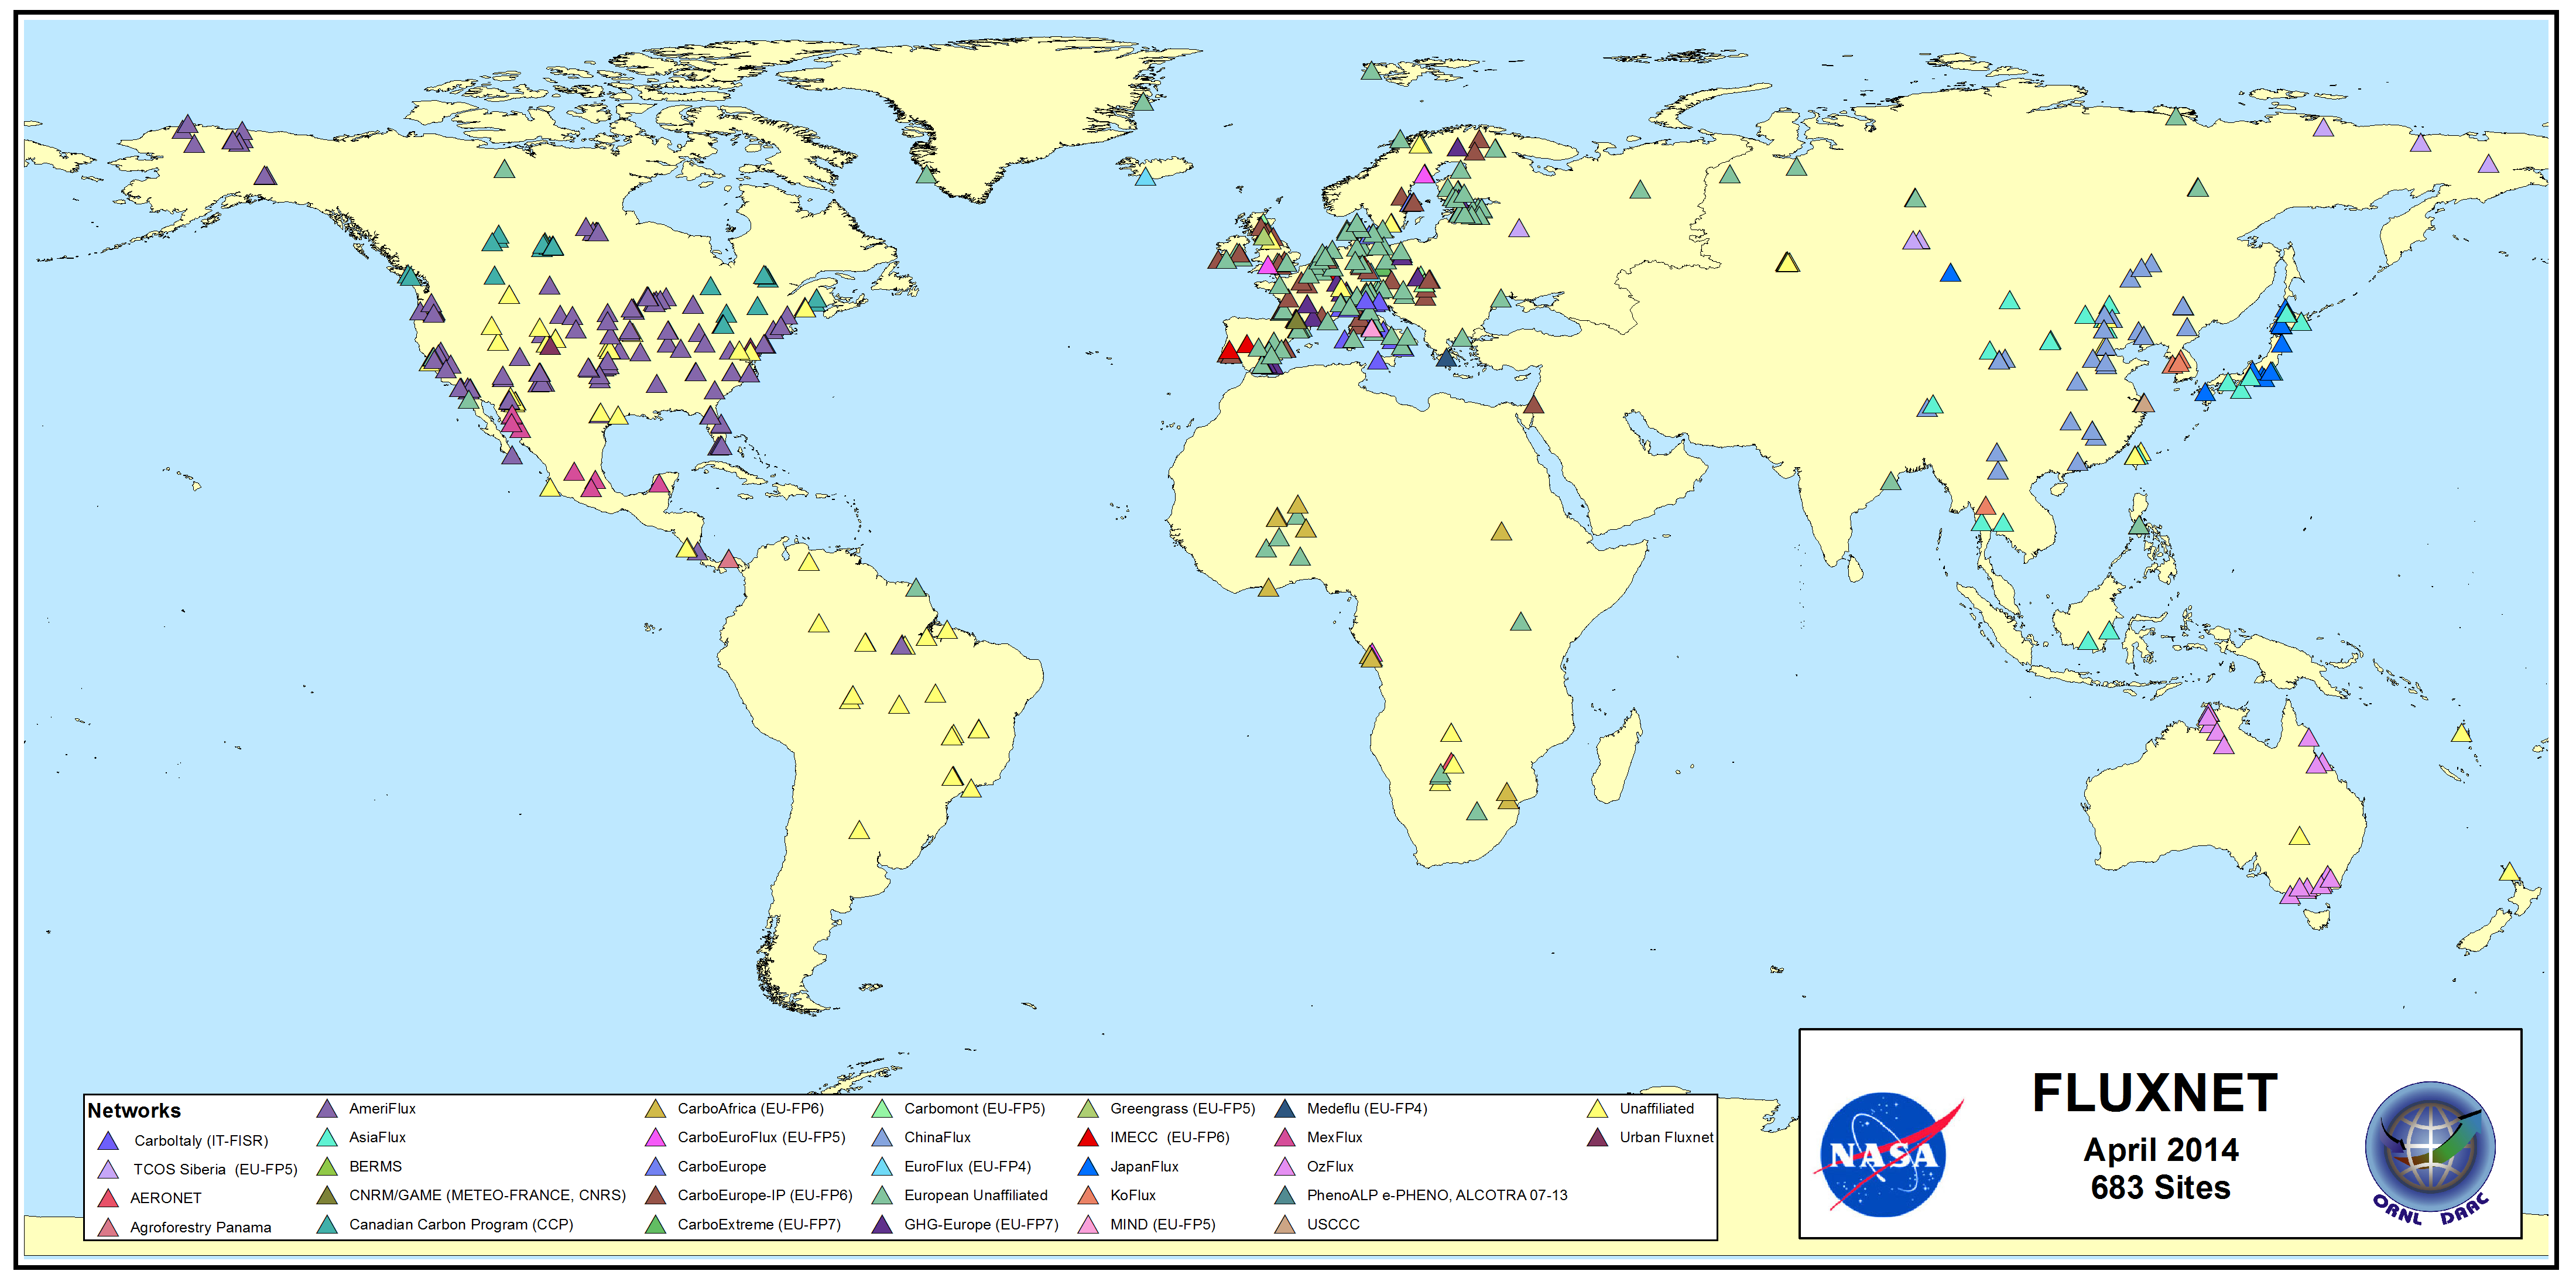 Networks
CarboItaly (IT-FISR)
TCOS Siberia (EU-FP5)
AERONET
Agroforestry Panama
AmeriFlux
AsiaFlux
BERMS
CNRM/GAME (METEO-FRANCE, CNRS)
Canadian Carbon Program (CCP)
CarboAfrica (EU-FP6)
CarboEuroFlux (EU-FP5)
CarboEurope
CarboEurope-IP (EU-FP6)
CarboExtreme (EU-FP7)
Carbomont (EU-FP5)
ChinaFlux
EuroFlux (EU-FP4)
European Unaffiliated
GHG-Europe (EU-FP7)
Greengrass (EU-FP5)
IMECC (EU-FP6)
JapanFlux
KoFlux
MIND (EU-FP5)
Medeflu (EU-FP4)
MexFlux
OzFlux
PhenoALP e-PHENO, ALCOTRA 07-13
USCCC
Unaffiliated
Urban Fluxnet
NASA
FLUXNET
April 2014
683 Sites
ORNL DAAC